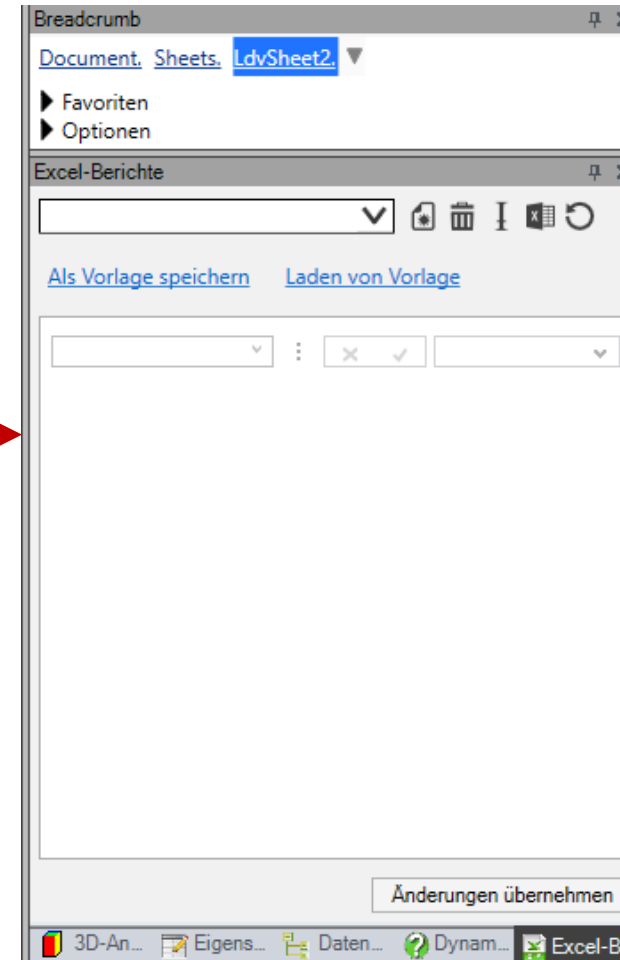 Breadcrumb
Document. Sheets. LdvSheet2.
Favoriten
Optionen
Excel-Berichte
Als Vorlage speichern Laden von Vorlage
Änderungen übernehmen
3D-An... Eigens... Daten... Dynam... Excel-B